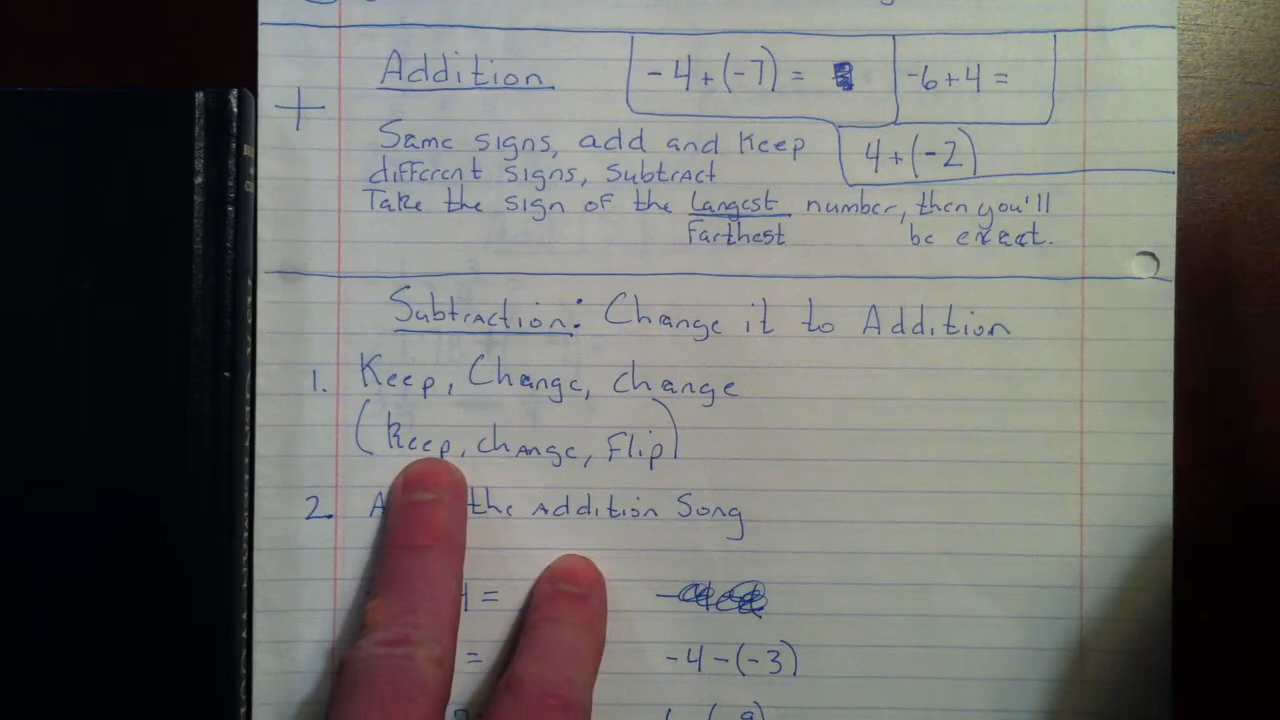 Addition
-4+(-7) =
-6+4 =
+
4+(-2)
Same signs, add and Keep
different signs, Subtract
Take the sign of the Largest number, then you'll
Farthest be exact.
Subtraction: Change it to Addition
1. Keep, Change, Change
(Keep, change, Flip)
2. the Addition Song
=
= -4-(-3)